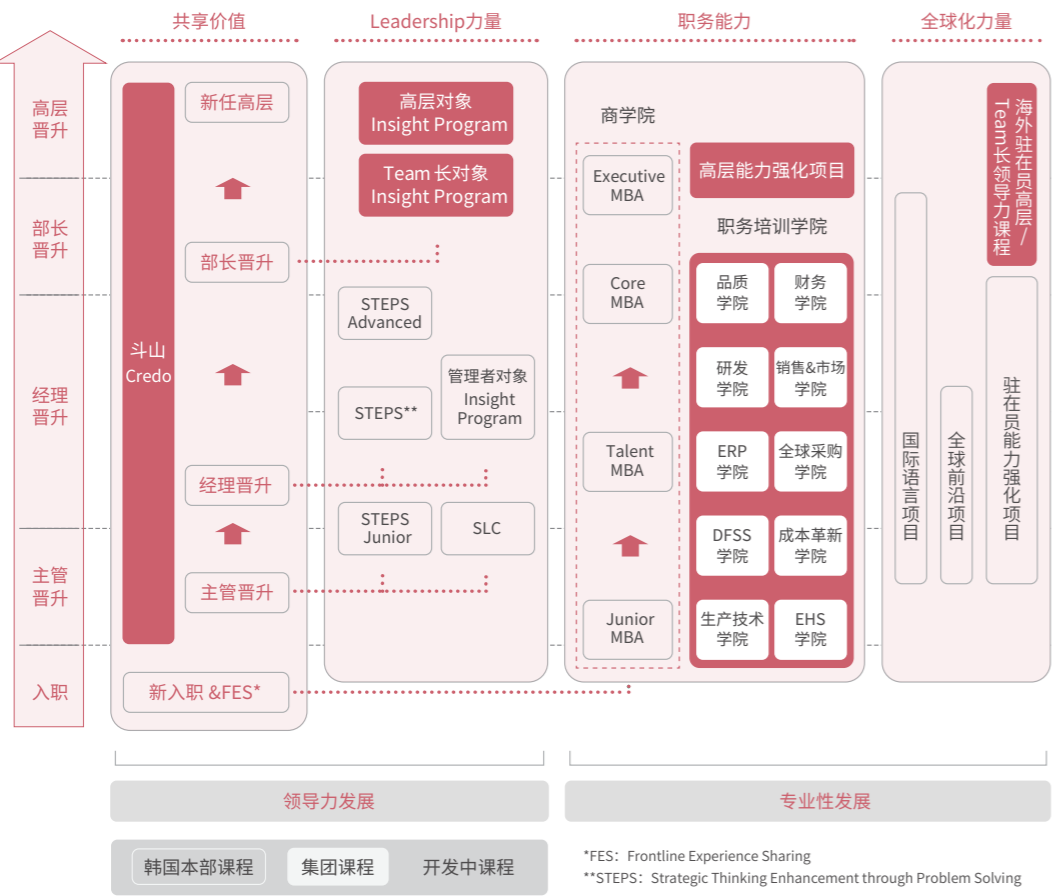 共享价值
Leadership力量
职务能力
全球化力量
高层
晋升
部长
晋升
经理
晋升
主管
晋升
入职
斗山
Credo
新任高层
部长晋升
经理晋升
主管晋升
新入职 &FES*
高层对象
Insight Program
Team 长对象
Insight Program
STEPS
Advanced
管理者对象
Insight
Program
STEPS**
STEPS
Junior
SLC
商学院
Executive
MBA
Core
MBA
Talent
MBA
Junior
MBA
高层能力强化项目
职务培训学院
品质
学院
财务
学院
研发
学院
销售&市场
学院
ERP
学院
全球采购
学院
DFSS
学院
成本革新
学院
生产技术
学院
EHS
学院
国际语言项目
全球前沿项目
海外驻在员高层/
Team长领导力课程
驻在员能力强化项目
领导力发展
专业性发展
韩国本部课程
集团课程
开发中课程
*FES：Frontline Experience Sharing
**STEPS：Strategic Thinking Enhancement through Problem Solving